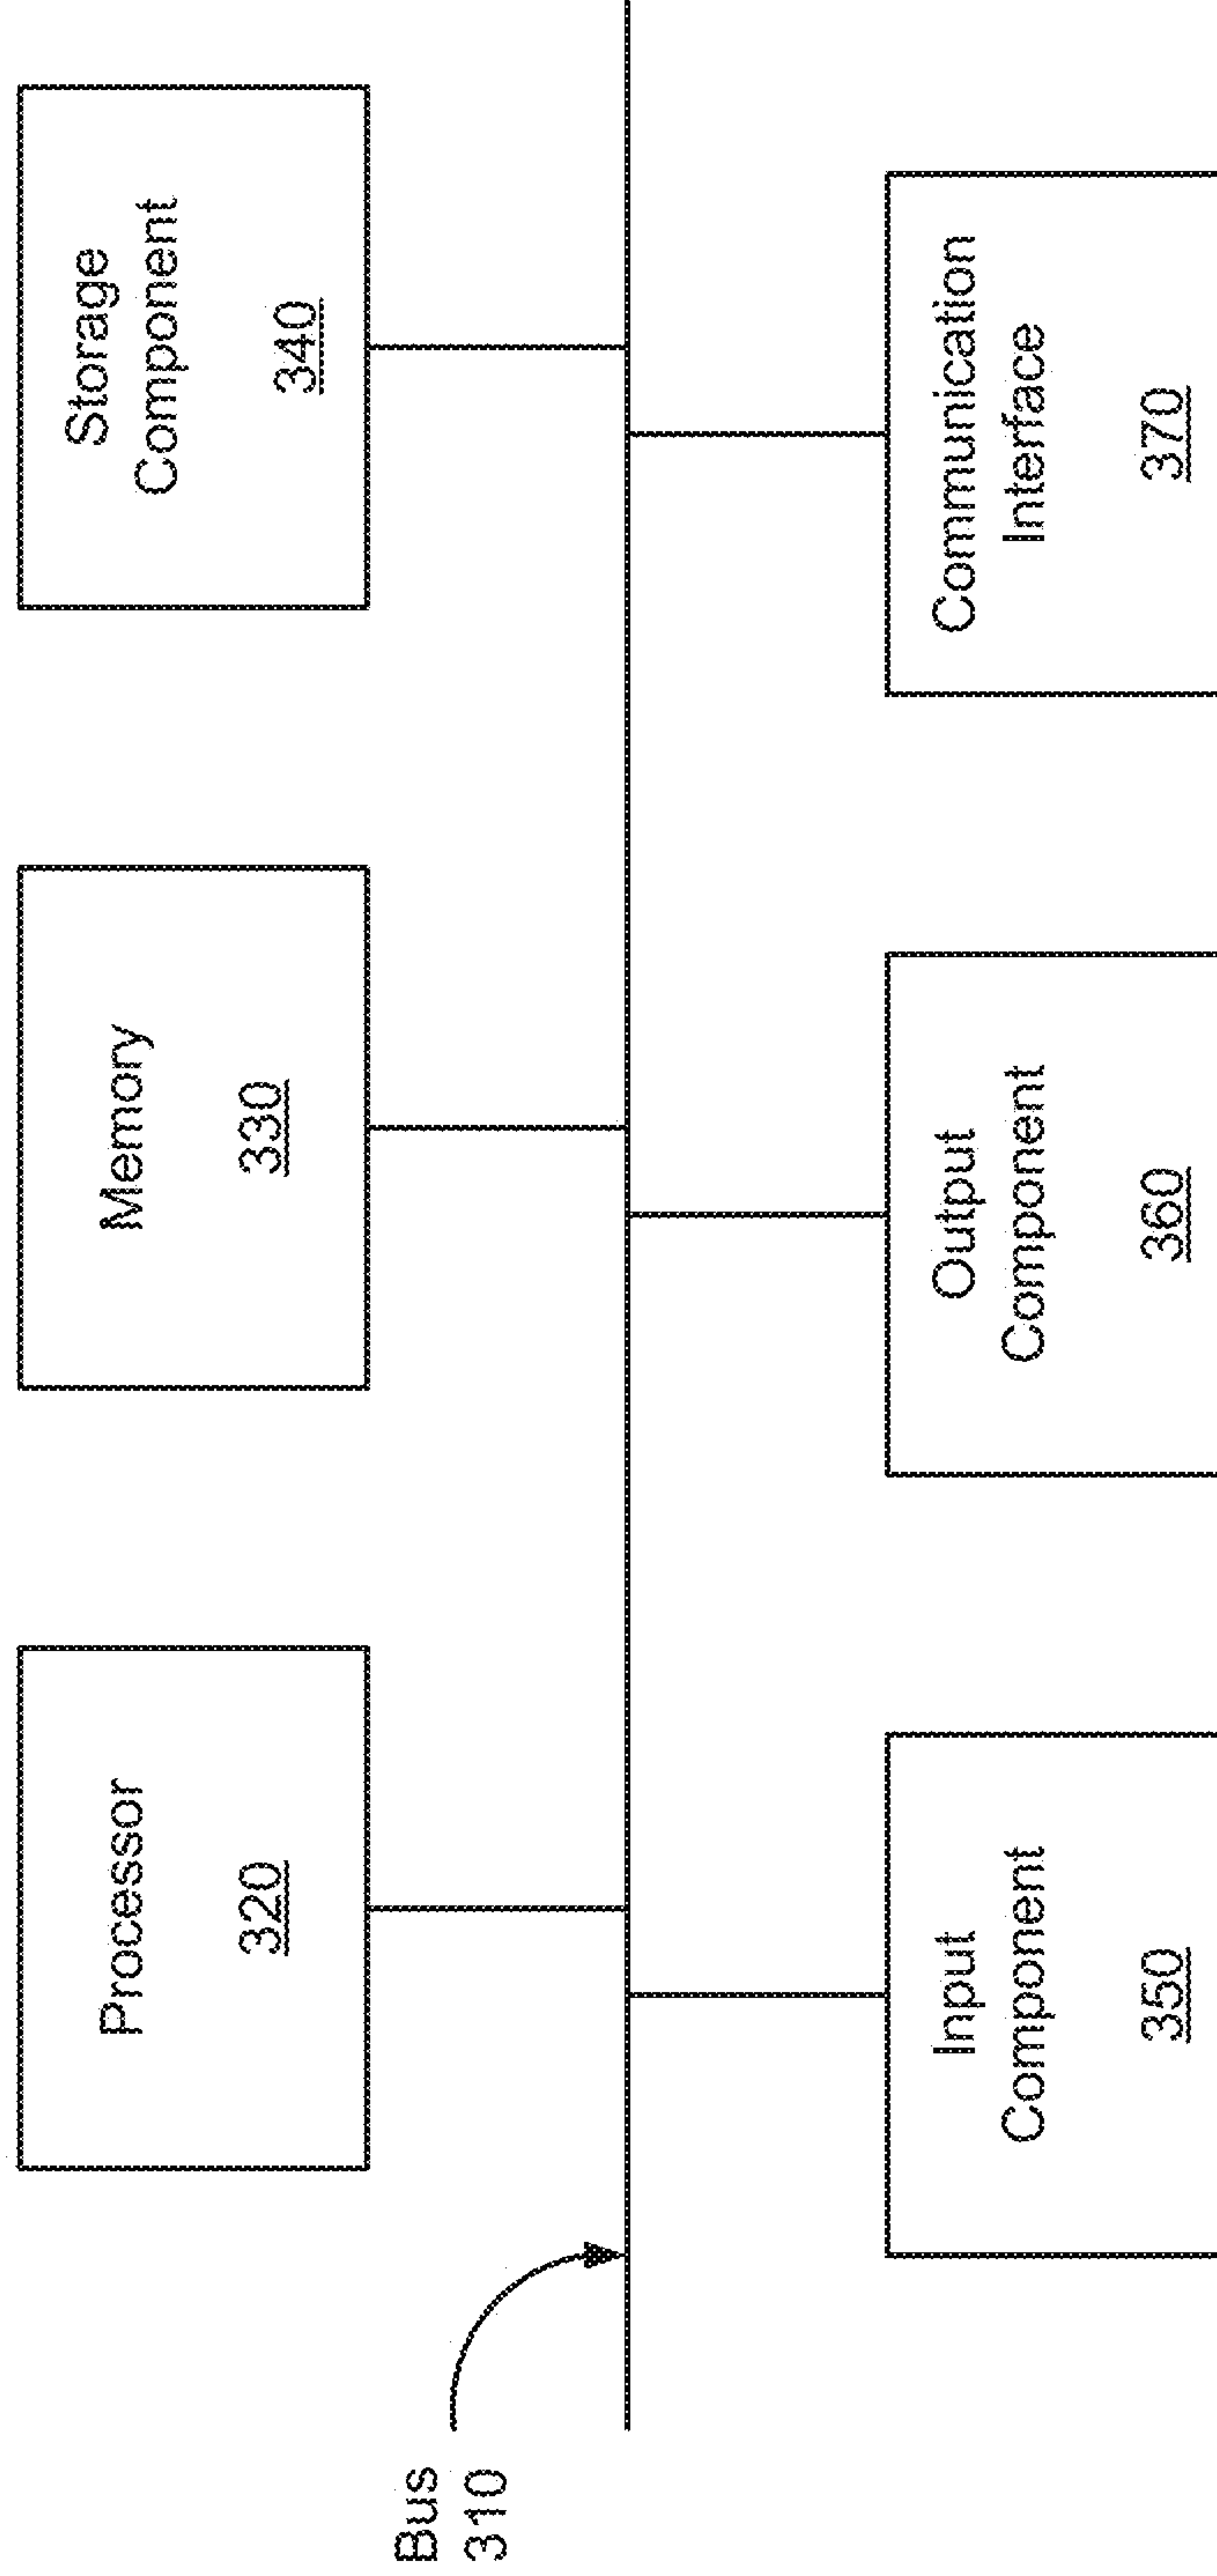 Bus
310
Processor
320
Memory
330
Storage
Component
340
Input
Component
350
Output
Component
360
Communication
Interface
370